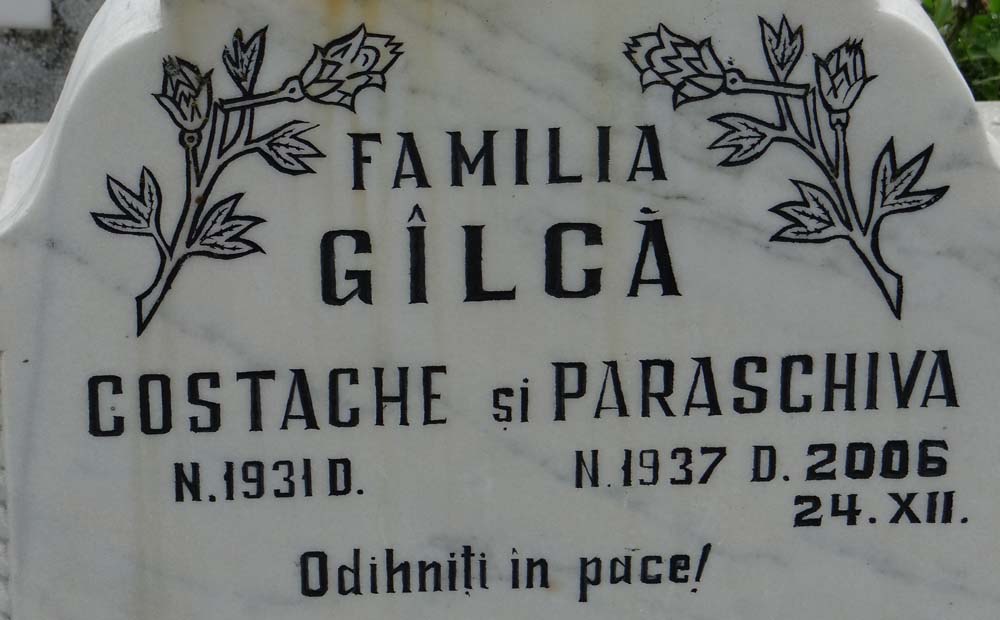 FAMILIA
GÎLCĂ
COSTACHE și PARASCHIVA
N. 1931 D. N. 1937 D. 2006
24. XII.
Odihniți în pace!